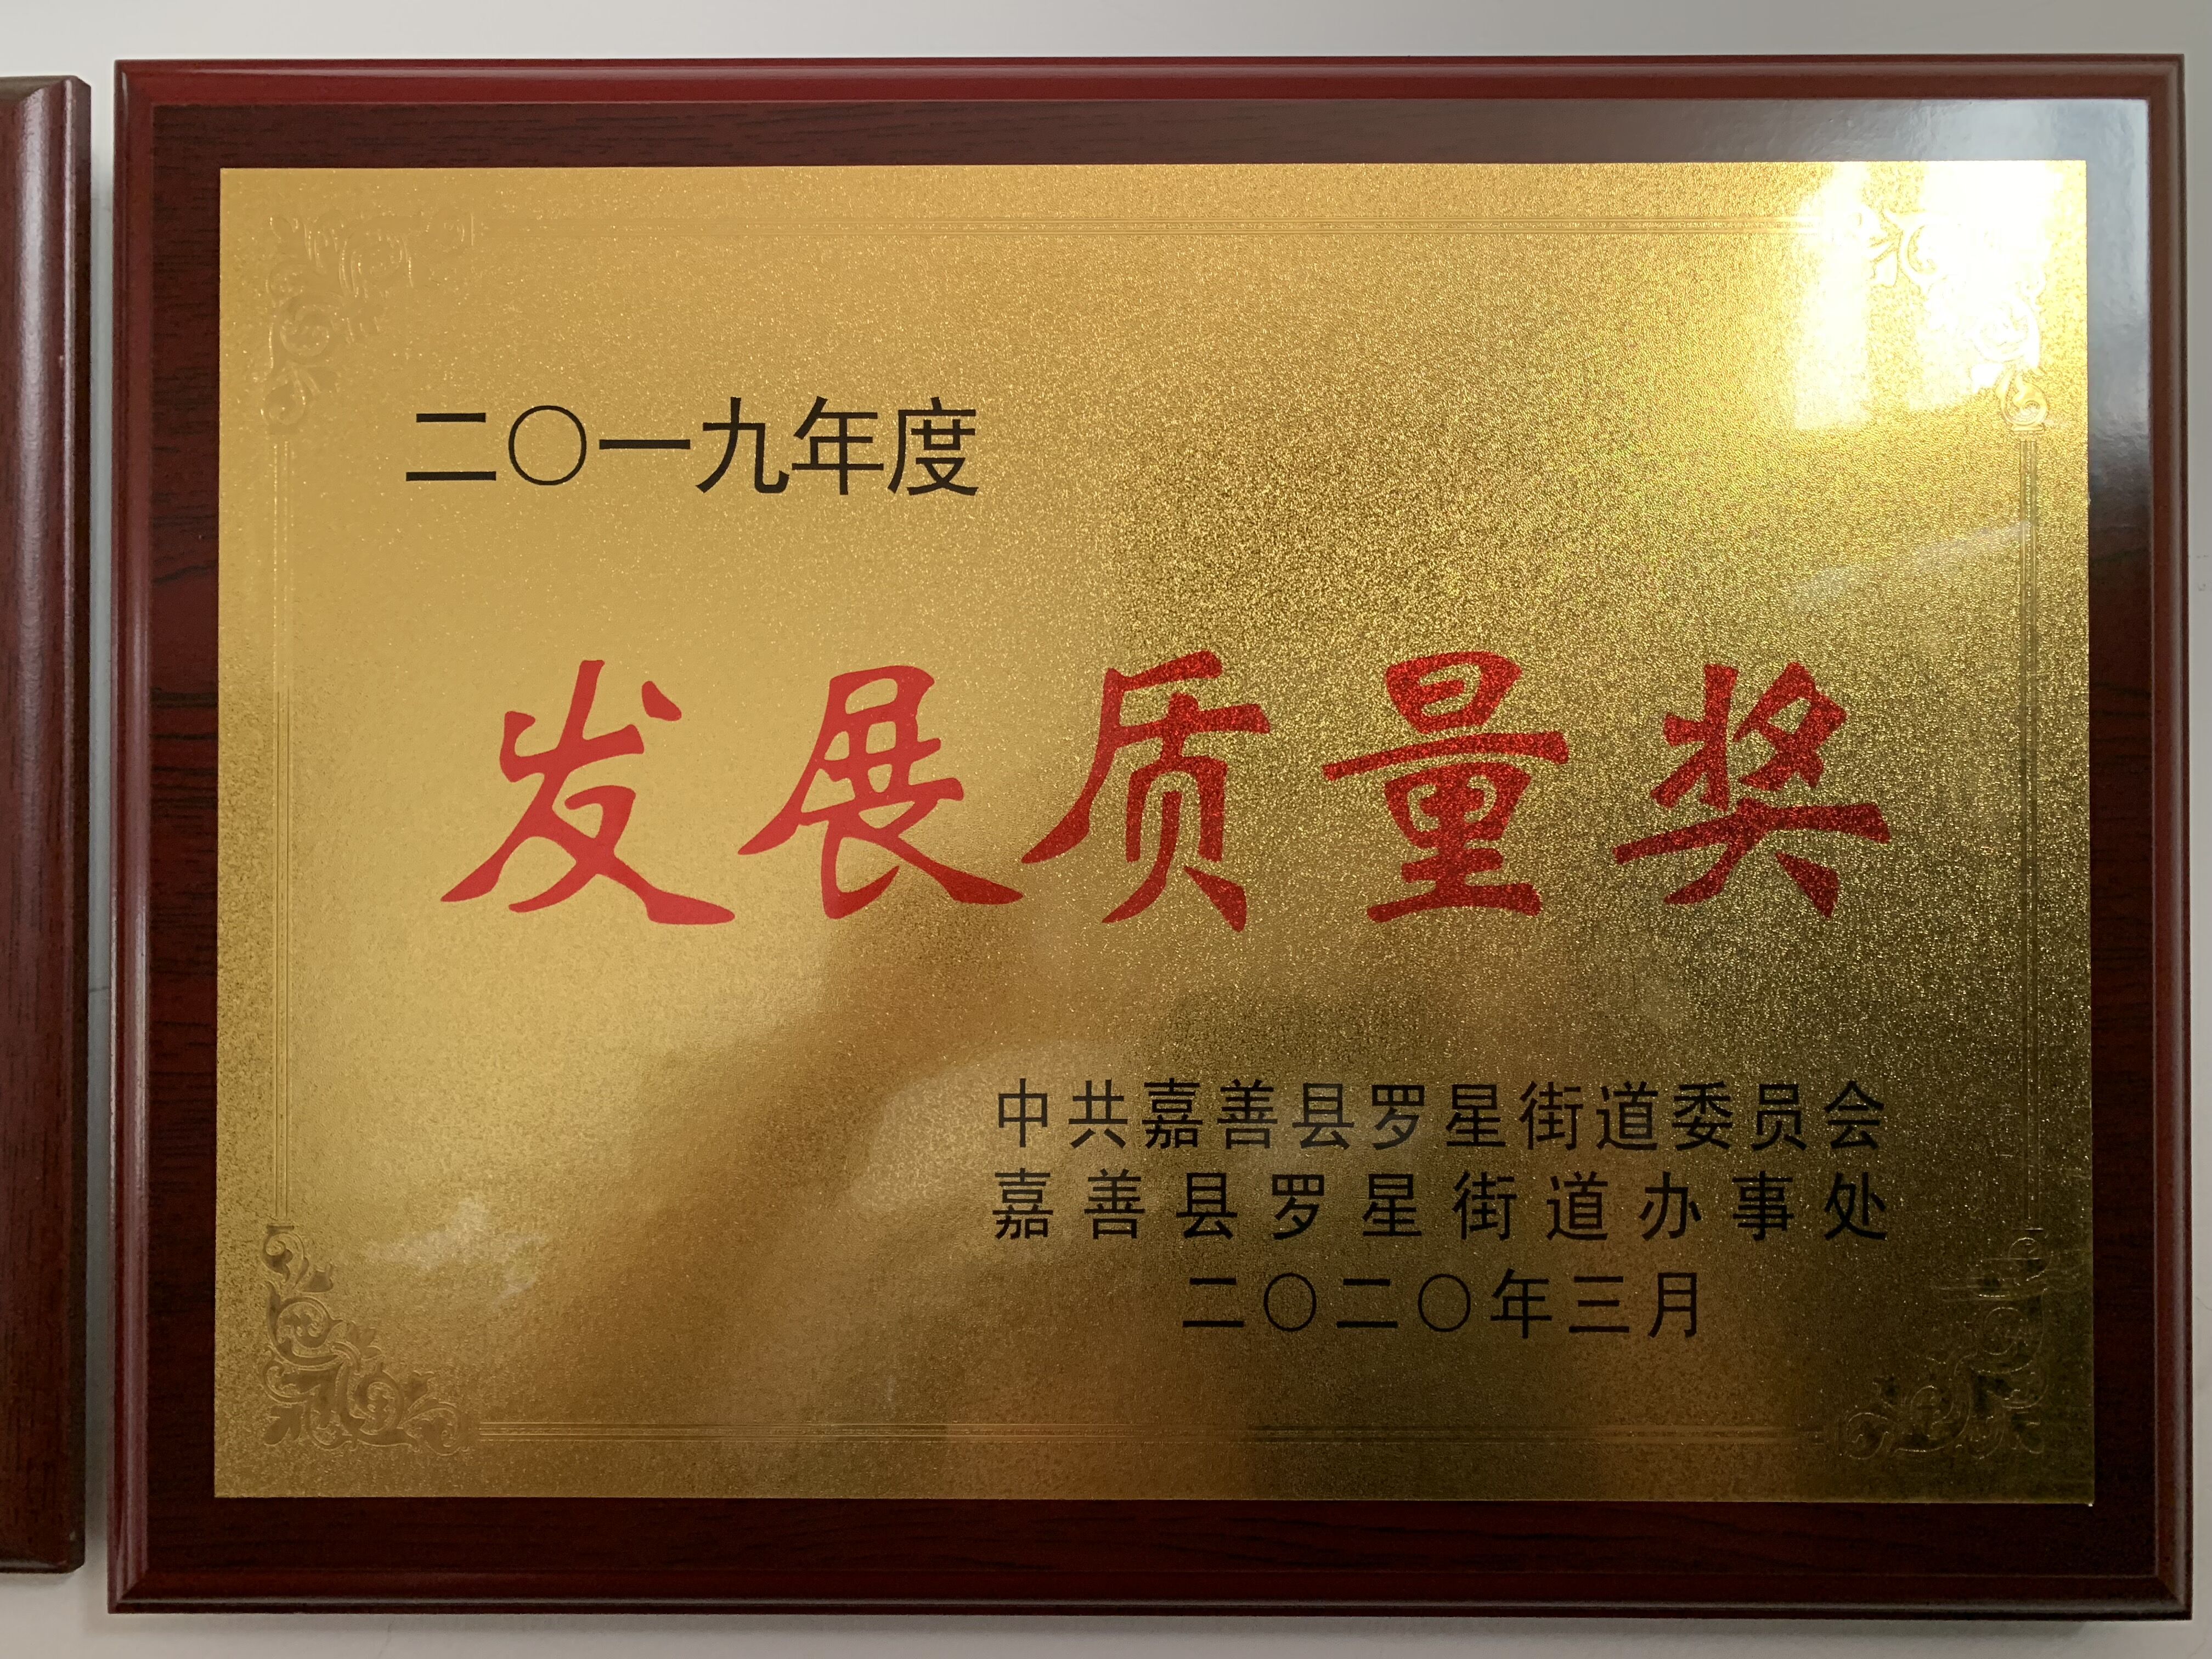 二〇一九年度
发展质量奖
中共嘉善县罗星街道委员会
嘉善县罗星街道办事处
二〇二〇年三月